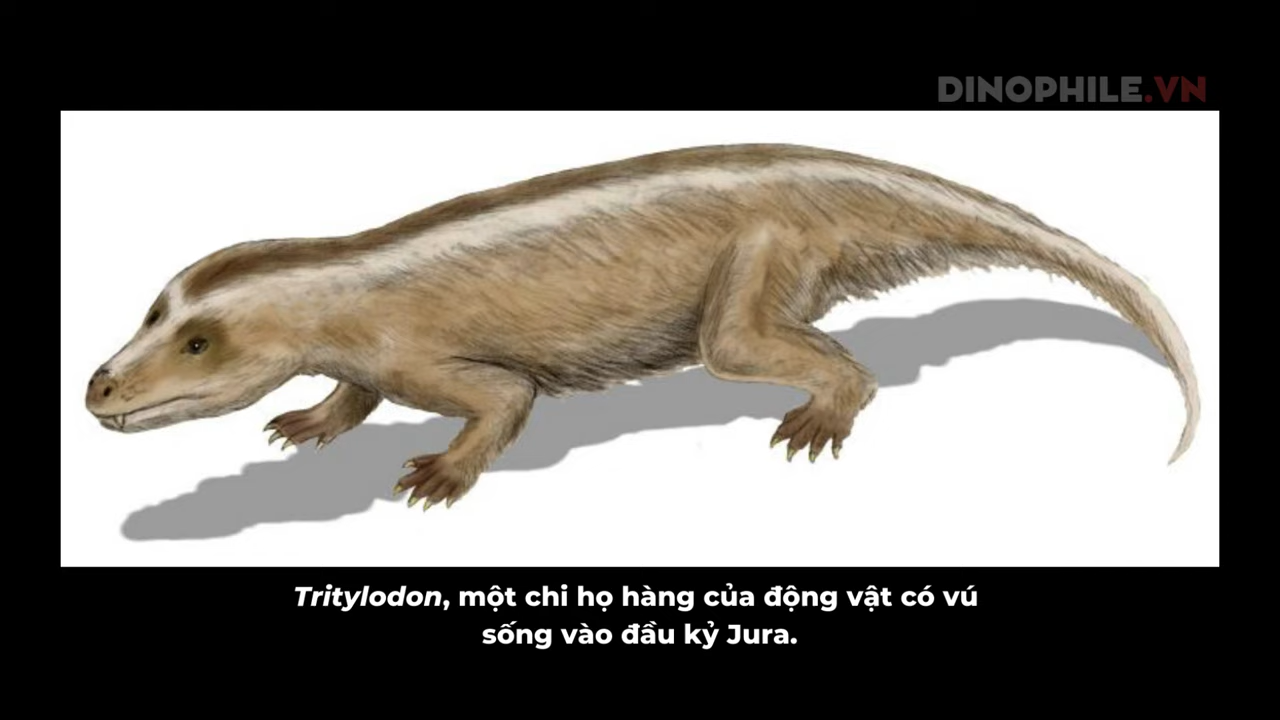 DINOPHILE.VN
Tritylodon, một chi họ hàng của động vật có vú
sống vào đầu kỷ Jura.